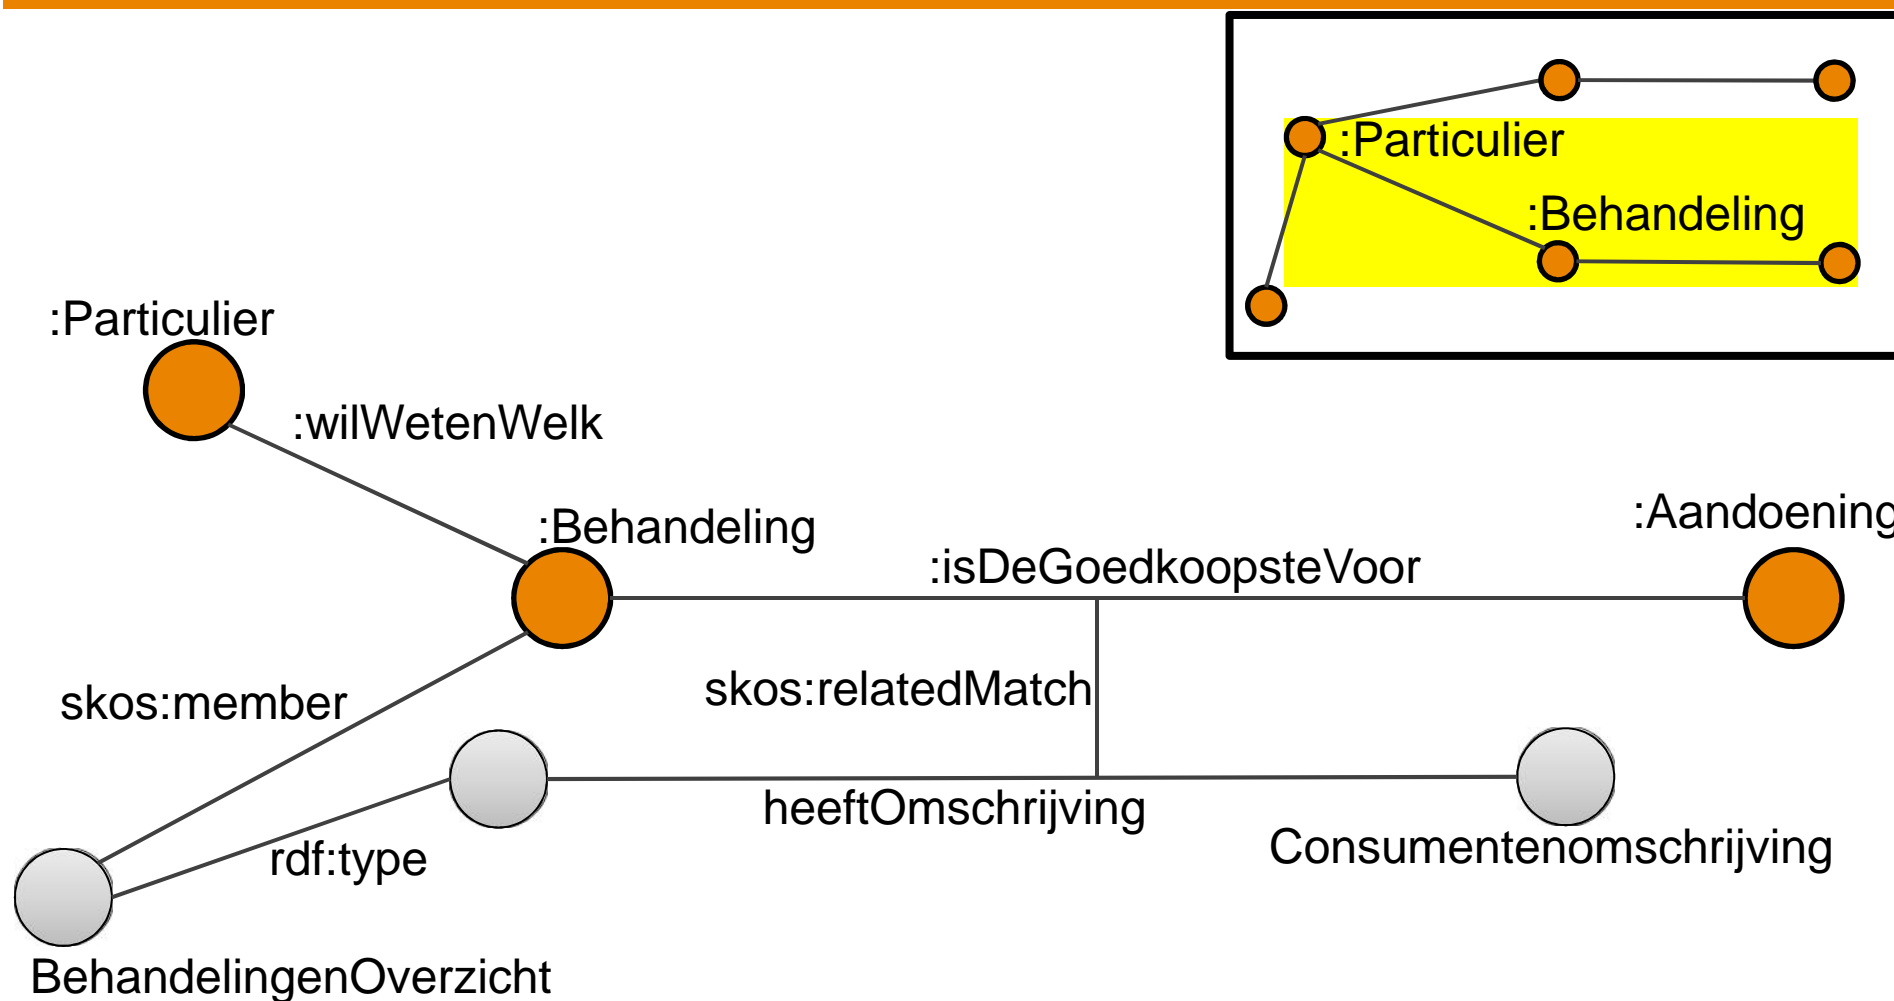 :Particulier
:Behandeling
:Particulier
:wilWetenWelk
:Behandeling
:isDeGoedkoopsteVoor
:Aandoening
skos:member
skos:relatedMatch
heeftOmschrijving
rdf:type
Consumentenomschrijving
BehandelingenOverzicht